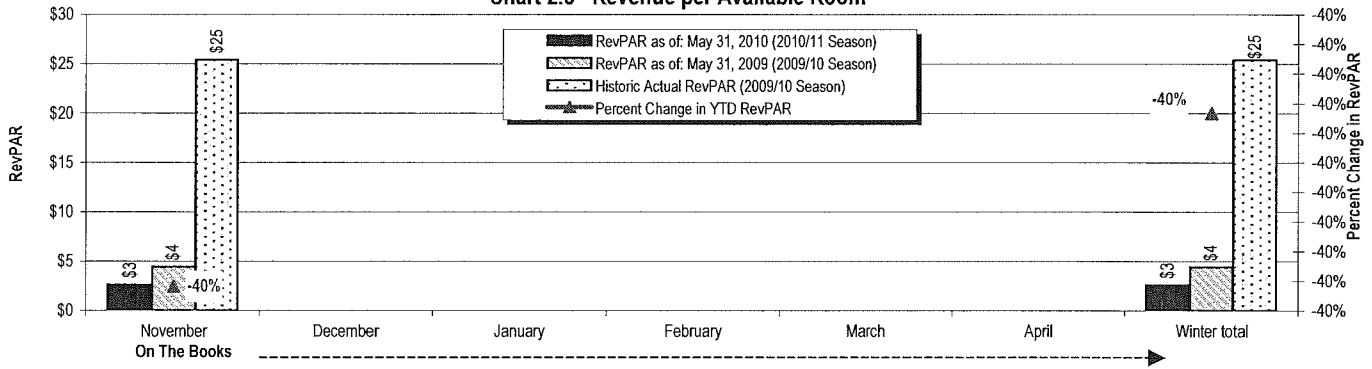 Chart 2.3 - Revenue per Available Room
$30
$25
$20
$15
$10
$5
$0
RevPAR
RevPAR as of: May 31, 2010 (2010/11 Season)
RevPAR as of: May 31, 2009 (2009/10 Season)
Historic Actual RevPAR (2009/10 Season)
Percent Change in YTD RevPAR
$3
$4
-40%
$25
-40%
$3
$4
$25
-40%
-40%
-40%
-40%
-40%
-40%
-40%
-40%
-40%
-40%
-40%
Percent Change in RevPAR
November December January February March April Winter total
On The Books